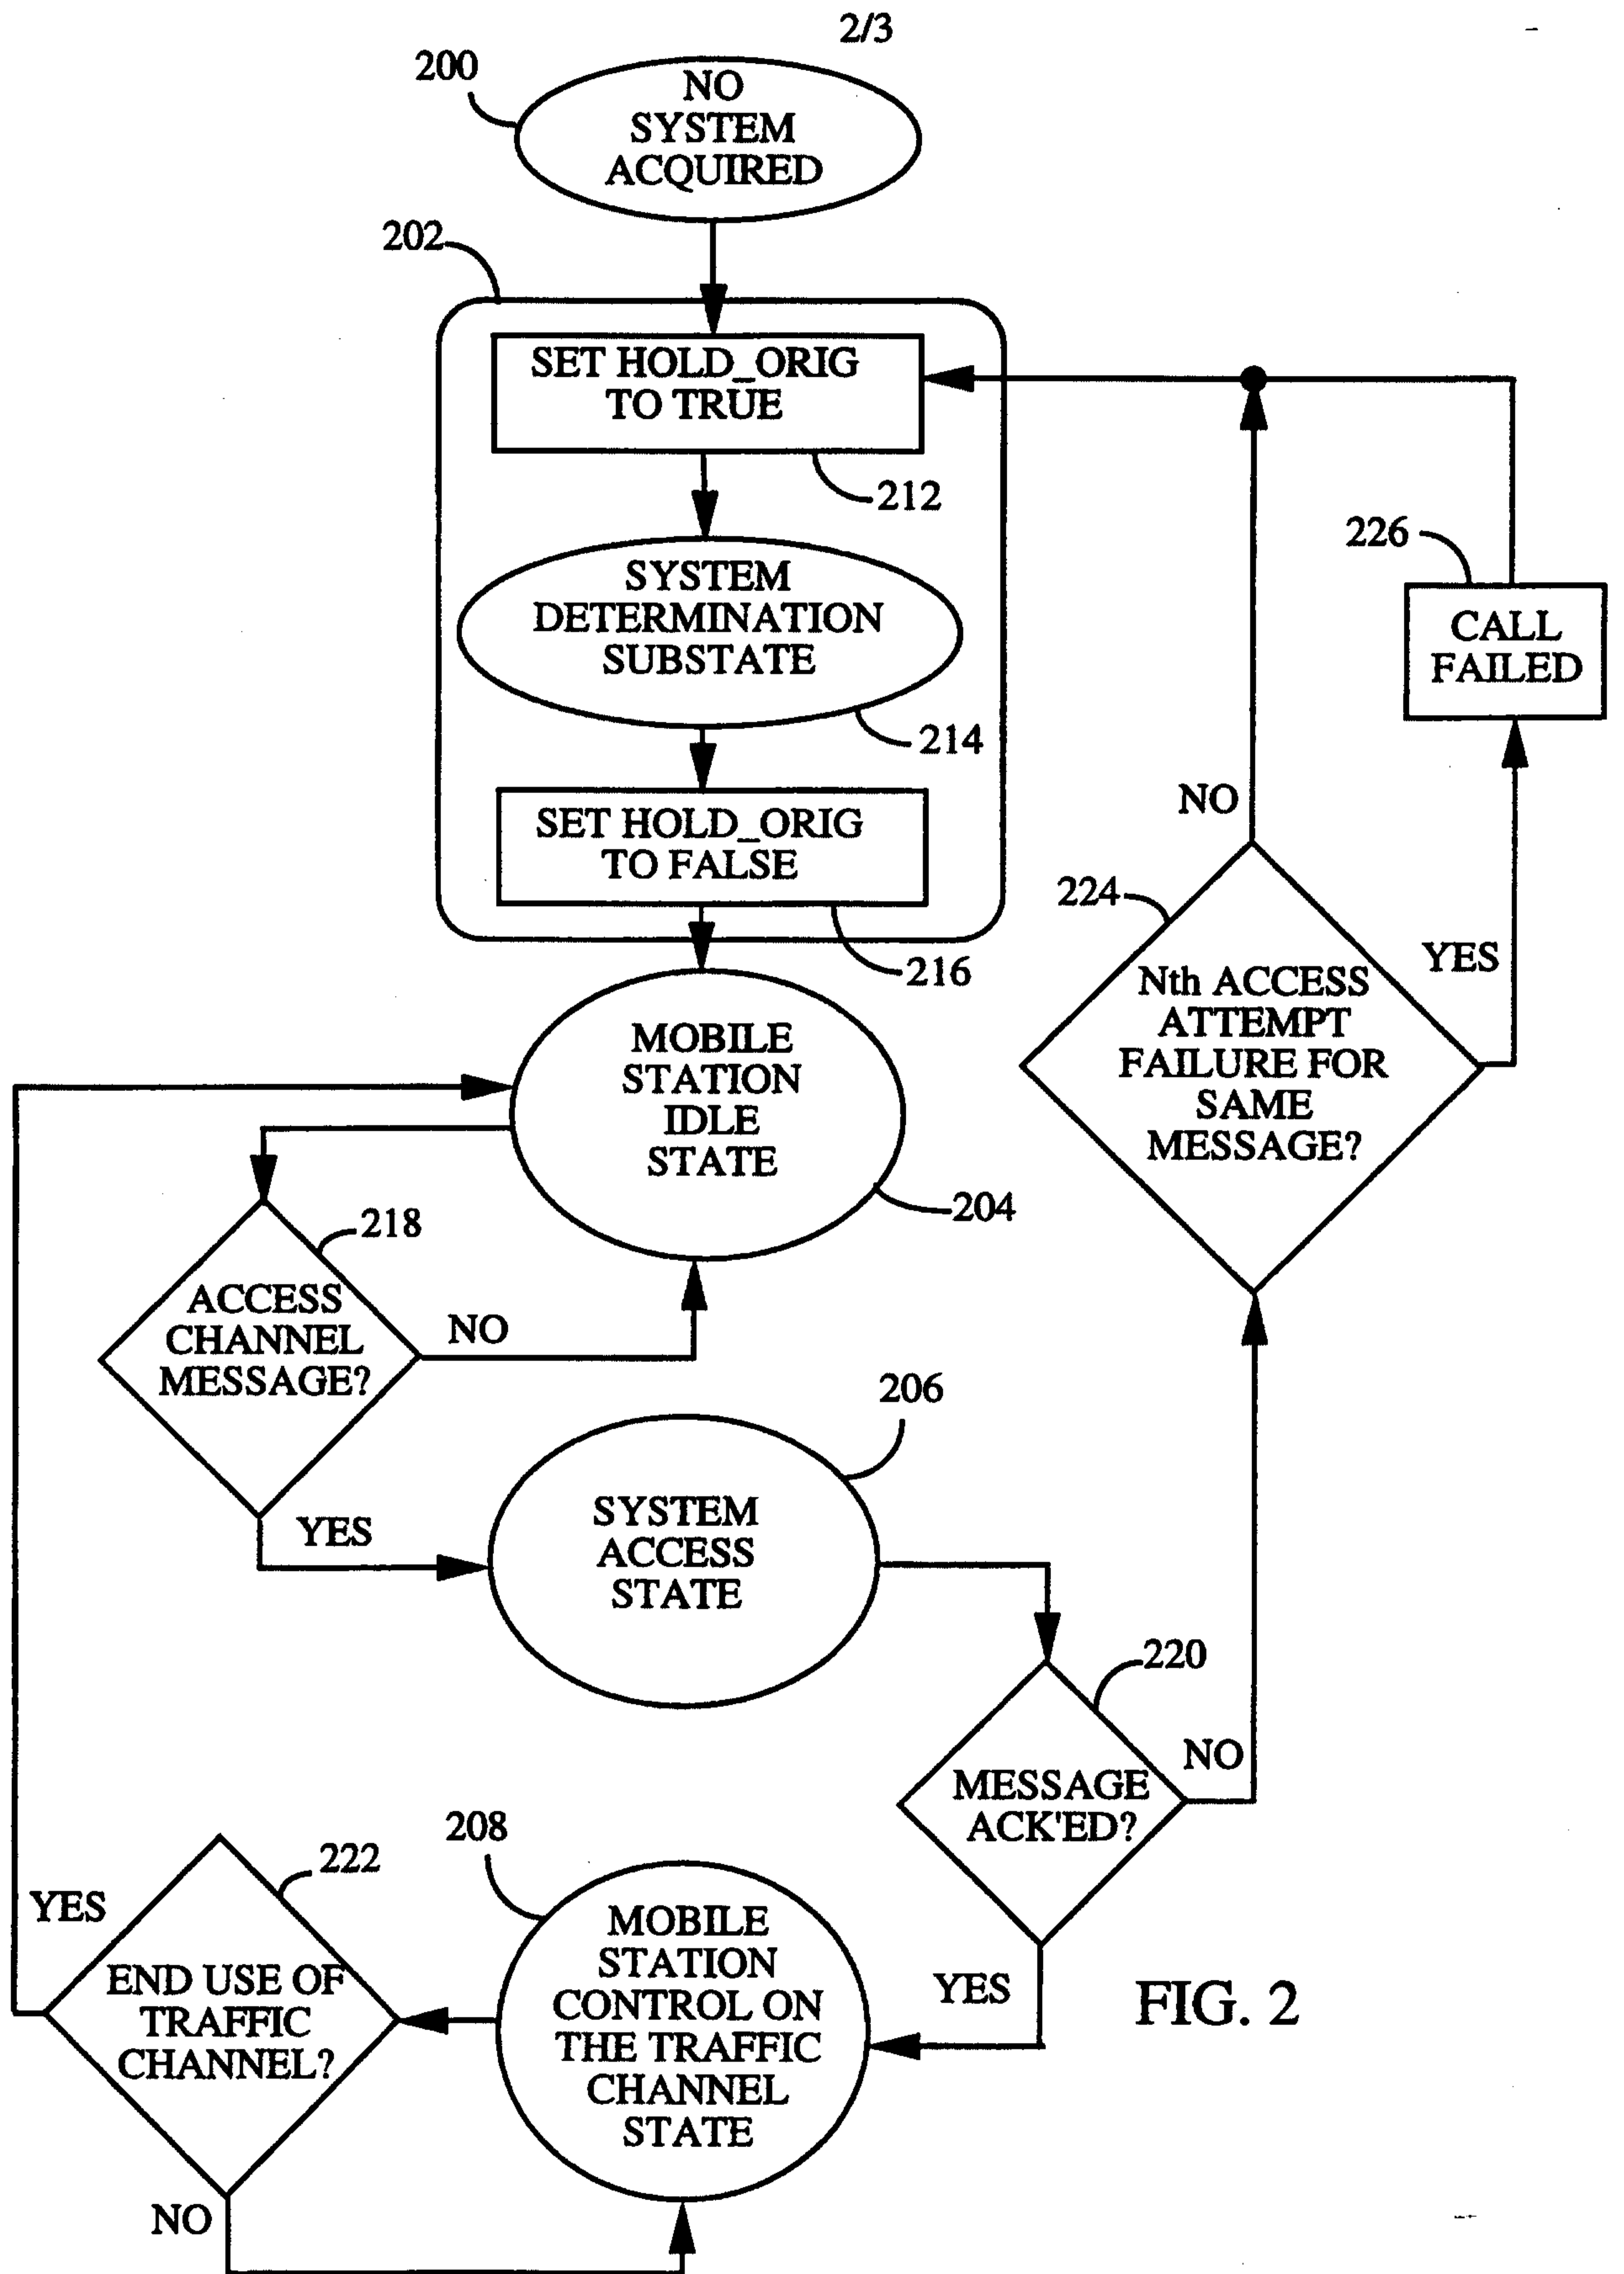 2/3
200
NO
SYSTEM
ACQUIRED
202
SET HOLD_ORIG
TO TRUE
212
SYSTEM
DETERMINATION
SUBSTATE
214
SET HOLD_ORIG
TO FALSE
216
226
CALL
FAILED
NO
224
YES
Nth ACCESS
ATTEMPT
FAILURE FOR
SAME
MESSAGE?
MOBILE
STATION
IDLE
STATE
204
218
ACCESS
CHANNEL
MESSAGE?
NO
YES
206
SYSTEM
ACCESS
STATE
220
MESSAGE
ACK'ED?
NO
YES
208
MOBILE
STATION
CONTROL ON
THE TRAFFIC
CHANNEL
STATE
222
YES
END USE OF
TRAFFIC
CHANNEL?
NO
FIG. 2